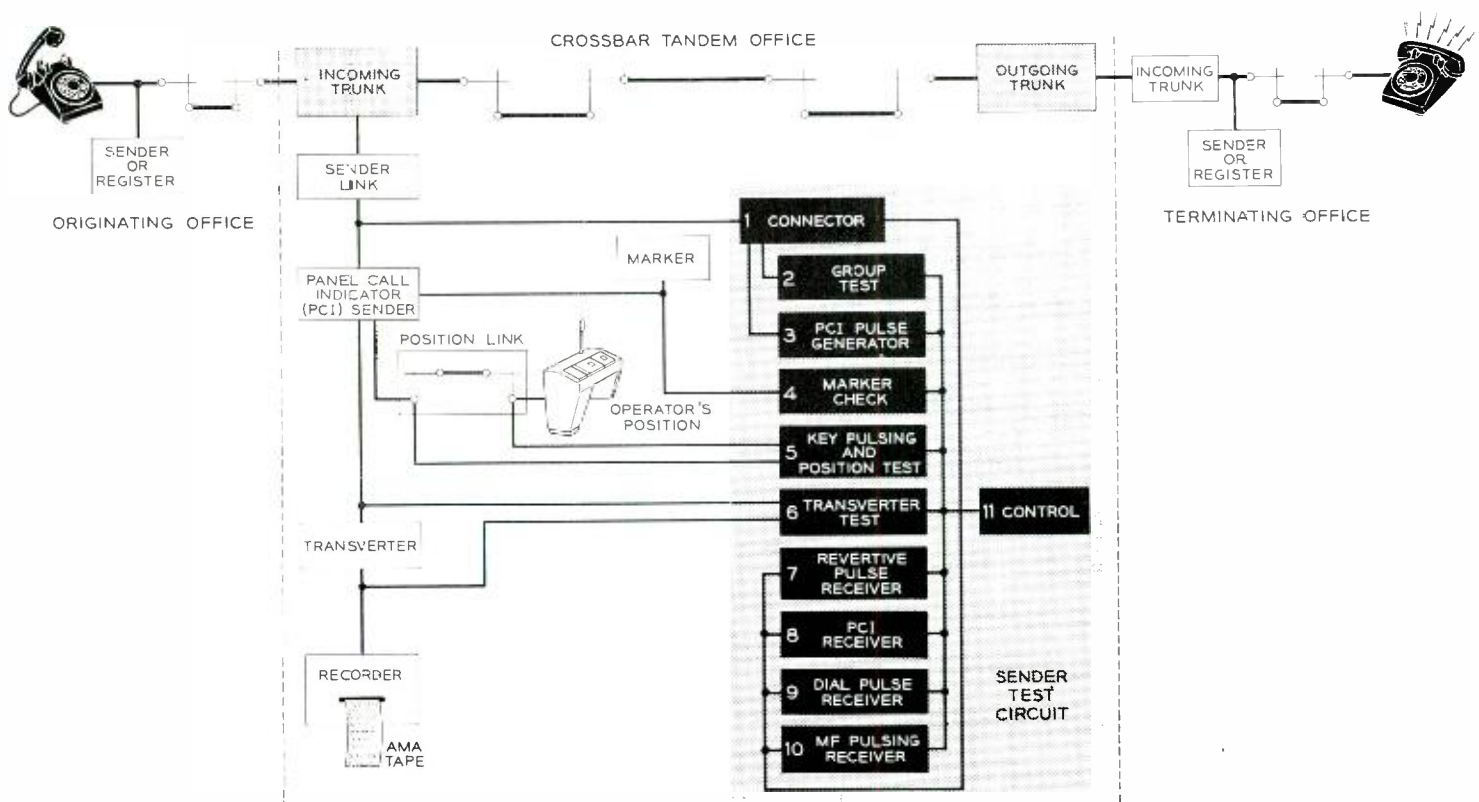 CROSSBAR TANDEM OFFICE
INCOMING
TRUNK
OUTGOING
TRUNK
INCOMING
TRUNK
SENDER
OR
REGISTER
SENDER
LINK
SENDER
OR
REGISTER
ORIGINATING OFFICE
TERMINATING OFFICE
1 CONNECTOR
MARKER
2 GROUP
TEST
PANEL CALL
INDICATOR
(PCI) SENDER
3 PCI PULSE
GENERATOR
POSITION LINK
4 MARKER
CHECK
OPERATOR'S
POSITION
5 KEY PULSING
AND
POSITION TEST
6 TRANSVERTER
TEST
11 CONTROL
TRANSVERTER
7 REVERTIVE
PULSE
RECEIVER
8 PCI
RECEIVER
RECORDER
9 DIAL PULSE
RECEIVER
SENDER
TEST
CIRCUIT
10 MF PULSING
RECEIVER
AMA
TAPE